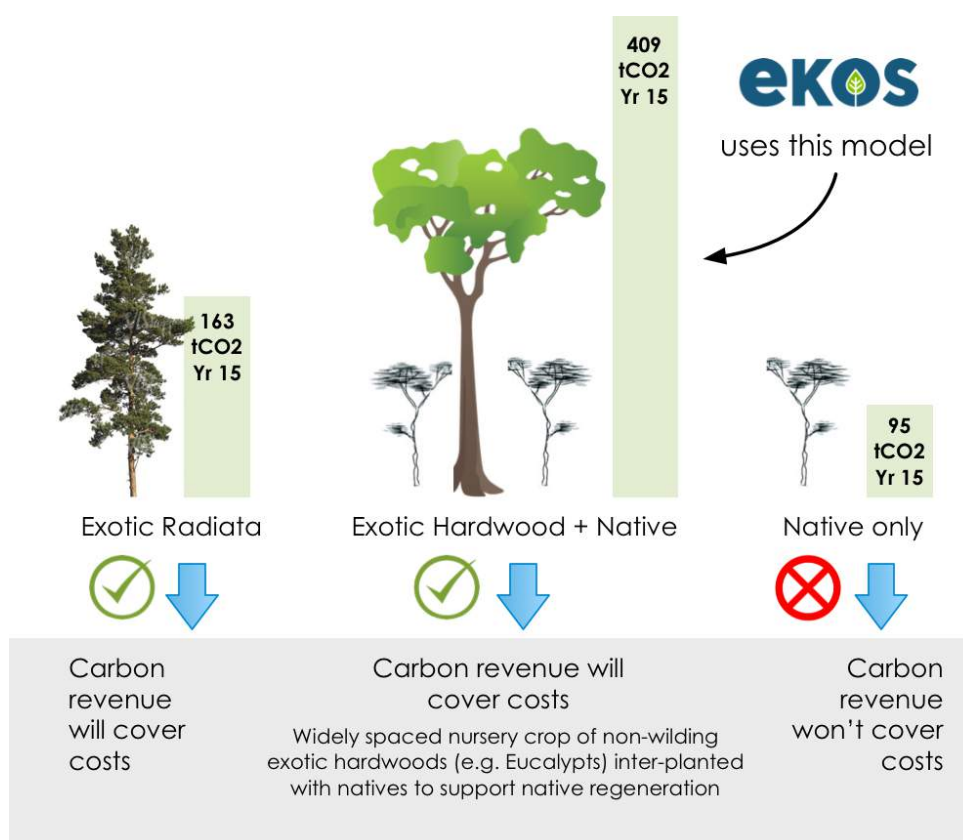 409
tCO2
Yr 15
eKOS
uses this model
163
tCO2
Yr 15
95
tCO2
Yr 15
Exotic Radiata
Exotic Hardwood + Native
Native only
Carbon
revenue
will cover
costs
Carbon revenue will
cover costs
Widely spaced nursery crop of non-wilding
exotic hardwoods (e.g. Eucalypts) inter-planted
with natives to support native regeneration
Carbon
revenue
won't cover
costs